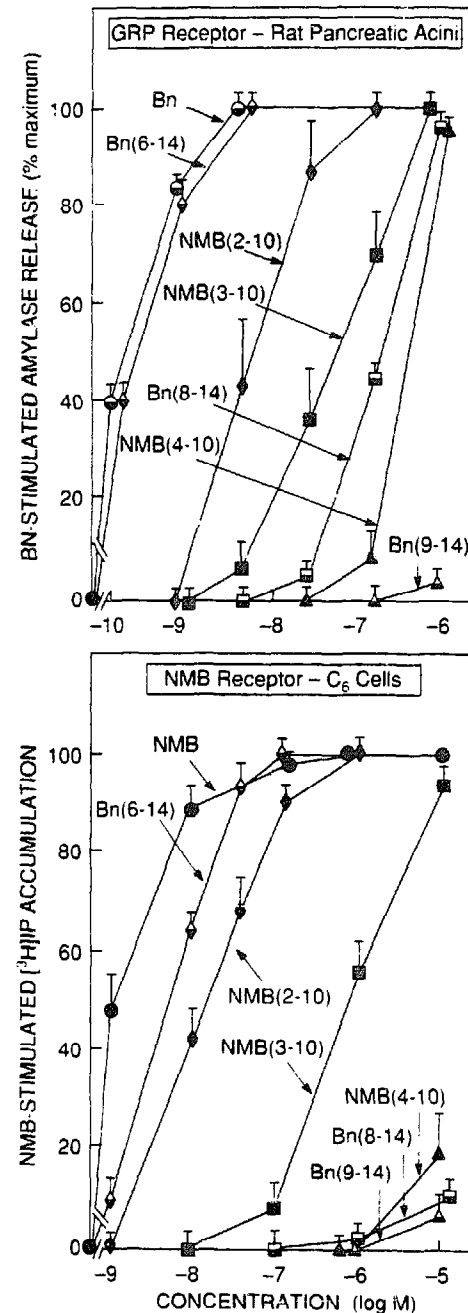 GRP Receptor – Rat Pancreatic Acini
BN-STIMULATED AMYLASE RELEASE (% maximum)
100
80
60
40
20
0
Bn
Bn(6-14)
NMB(2-10)
NMB(3-10)
Bn(8-14)
NMB(4-10)
Bn(9-14)
–10
–9
–8
–7
–6
NMB Receptor – C6 Cells
NMB-STIMULATED [³H]IP ACCUMULATION
100
80
60
40
20
0
NMB
Bn(6-14)
NMB(2-10)
NMB(3-10)
NMB(4-10)
Bn(8-14)
Bn(9-14)
–9
–8
–7
–6
–5
CONCENTRATION (log M)